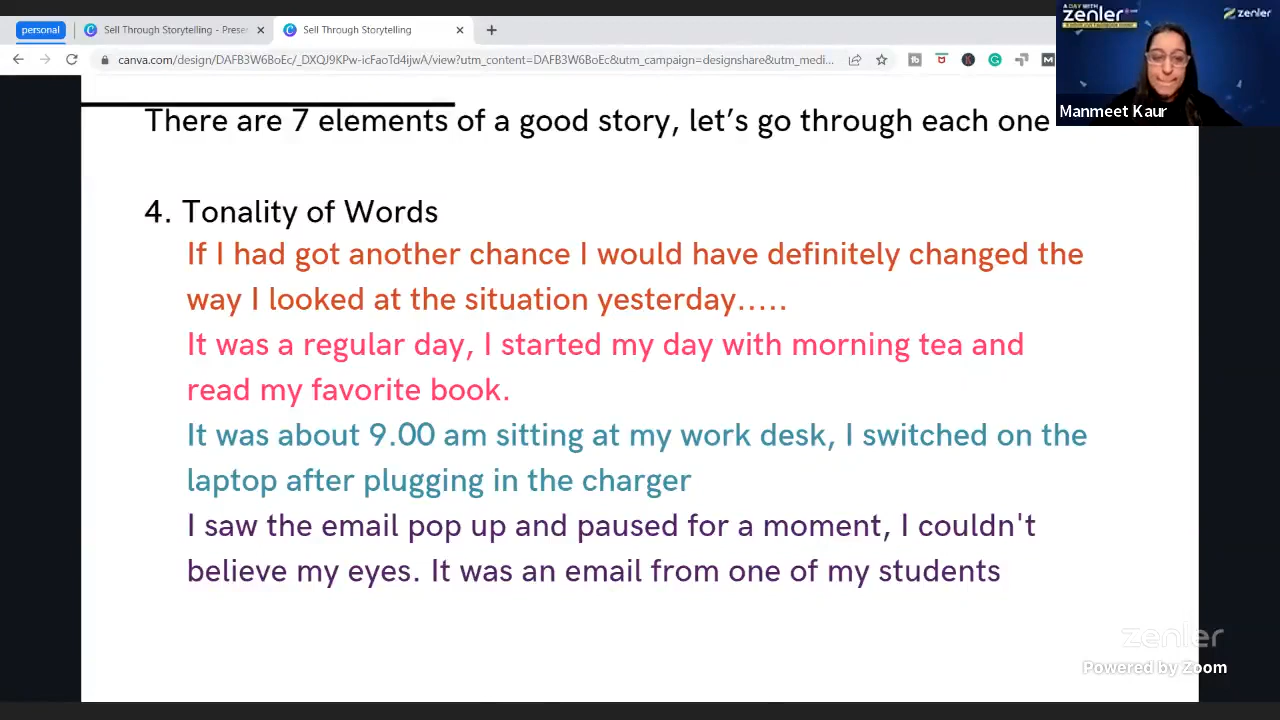 personal
Sell Through Storytelling - Presen
Sell Through Storytelling
canva.com/design/DAFB3W6BoEc/_DXQJ9KPw-icFaoTd4ijwA/view?utm_content=DAFB3W6BoEc&utm_campaign=designshare&utm_medi...
A DAY WITH
zenler
zenler
Manmeet Kaur
There are 7 elements of a good story, let’s go through each one
4. Tonality of Words
If I had got another chance I would have definitely changed the
way I looked at the situation yesterday.....
It was a regular day, I started my day with morning tea and
read my favorite book.
It was about 9.00 am sitting at my work desk, I switched on the
laptop after plugging in the charger
I saw the email pop up and paused for a moment, I couldn't
believe my eyes. It was an email from one of my students
zenler
Powered by Zoom